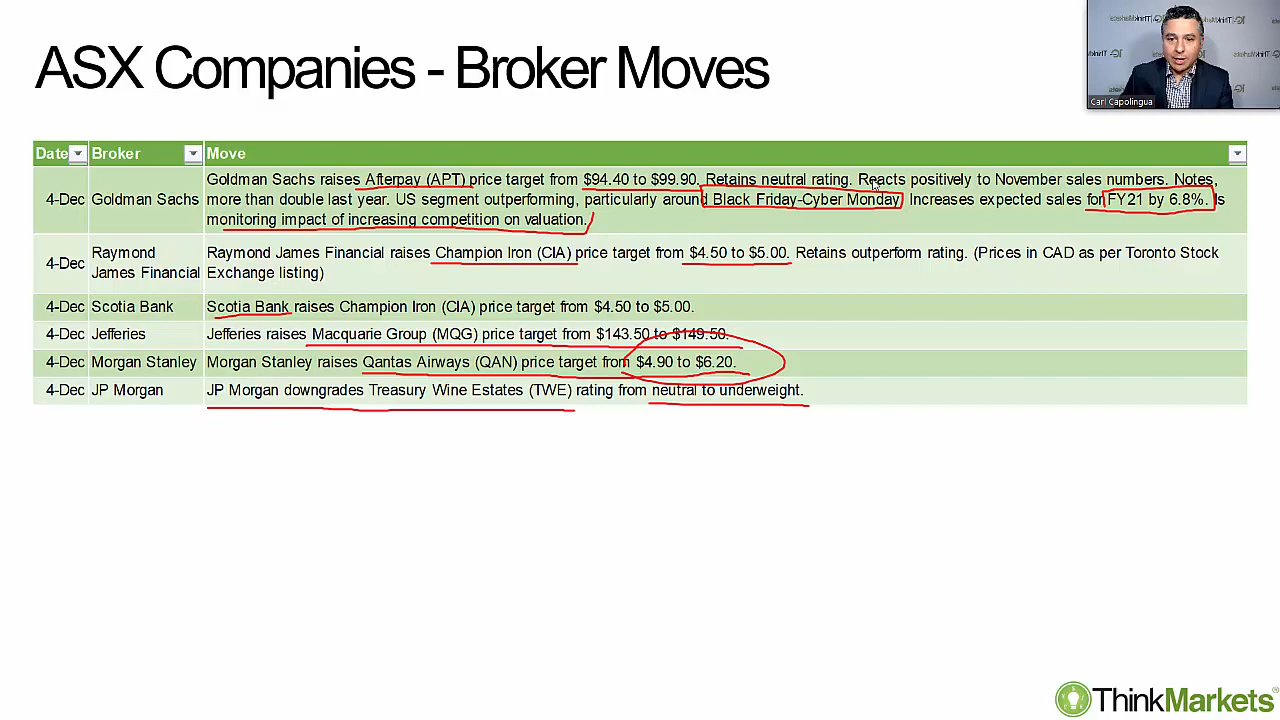 ASX Companies - Broker Moves
Carl Capolingua
Date Broker Move
4-Dec Goldman Sachs
Goldman Sachs raises Afterpay (APT) price target from $94.40 to $99.90. Retains neutral rating. Reacts positively to November sales numbers. Notes,
more than double last year. US segment outperforming, particularly around Black Friday-Cyber Monday. Increases expected sales for FY21 by 6.8%. Is
monitoring impact of increasing competition on valuation.
4-Dec Raymond
James Financial
Raymond James Financial raises Champion Iron (CIA) price target from $4.50 to $5.00. Retains outperform rating. (Prices in CAD as per Toronto Stock
Exchange listing)
4-Dec Scotia Bank Scotia Bank raises Champion Iron (CIA) price target from $4.50 to $5.00.
4-Dec Jefferies Jefferies raises Macquarie Group (MQG) price target from $143.50 to $149.50.
4-Dec Morgan Stanley Morgan Stanley raises Qantas Airways (QAN) price target from $4.90 to $6.20.
4-Dec JP Morgan JP Morgan downgrades Treasury Wine Estates (TWE) rating from neutral to underweight.
ThinkMarkets®